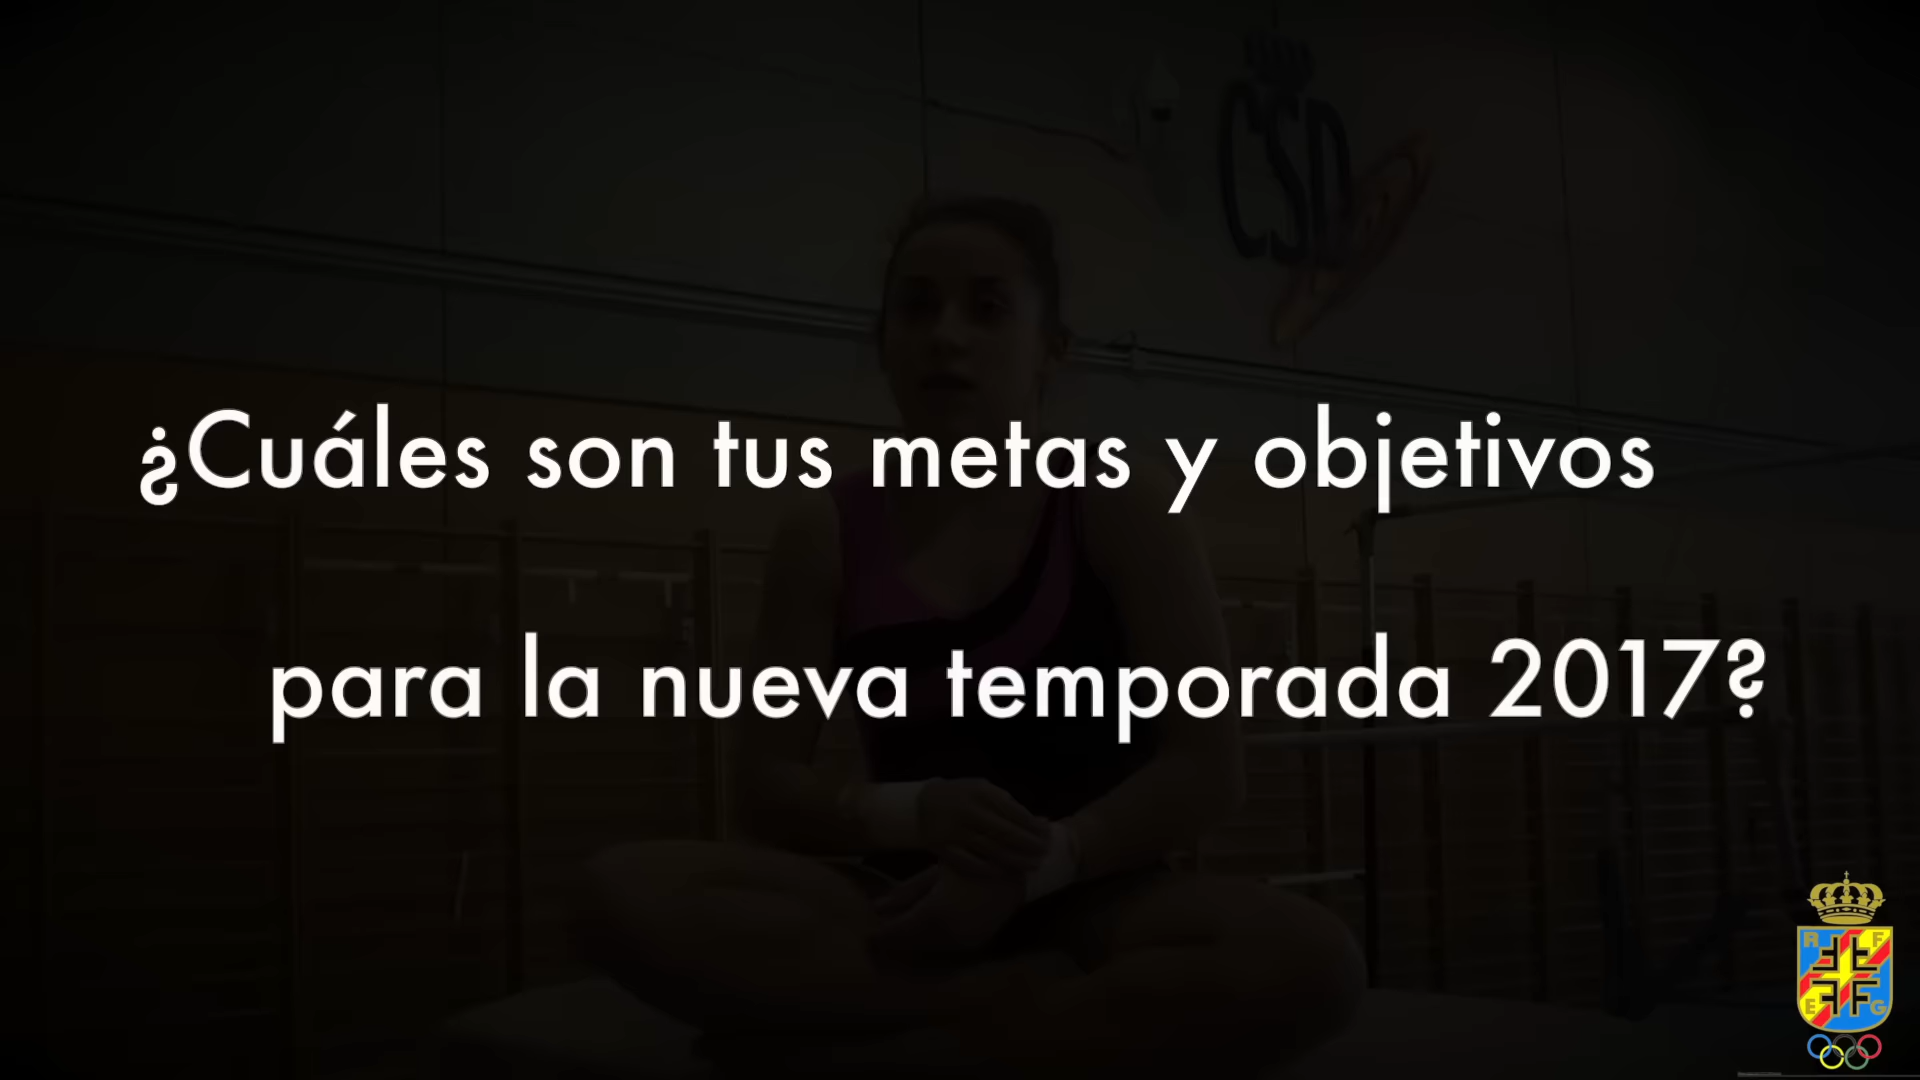 CSD
¿Cuáles son tus metas y objetivos
para la nueva temporada 2017?
R F
E G